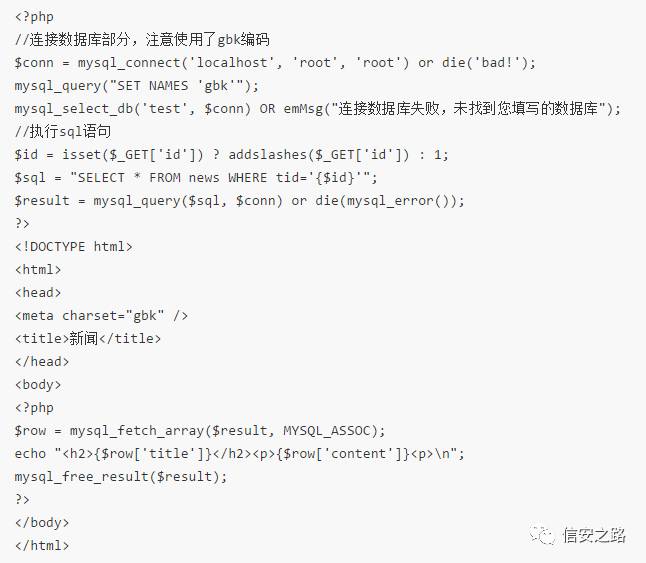 <?php
//连接数据库部分，注意使用了gbk编码
$conn = mysql_connect('localhost', 'root', 'root') or die('bad!');
mysql_query("SET NAMES 'gbk'");
mysql_select_db('test', $conn) OR emMsg("连接数据库失败，未找到您填写的数据库");
//执行sql语句
$id = isset($_GET['id']) ? addslashes($_GET['id']) : 1;
$sql = "SELECT * FROM news WHERE tid='{$id}'";
$result = mysql_query($sql, $conn) or die(mysql_error());
?>
<!DOCTYPE html>
<html>
<head>
<meta charset="gbk" />
<title>新闻</title>
</head>
<body>
<?php
$row = mysql_fetch_array($result, MYSQL_ASSOC);
echo "<h2>{$row['title']}</h2><p>{$row['content']}<p>\n";
mysql_free_result($result);
?>
</body>
</html>
信安之路